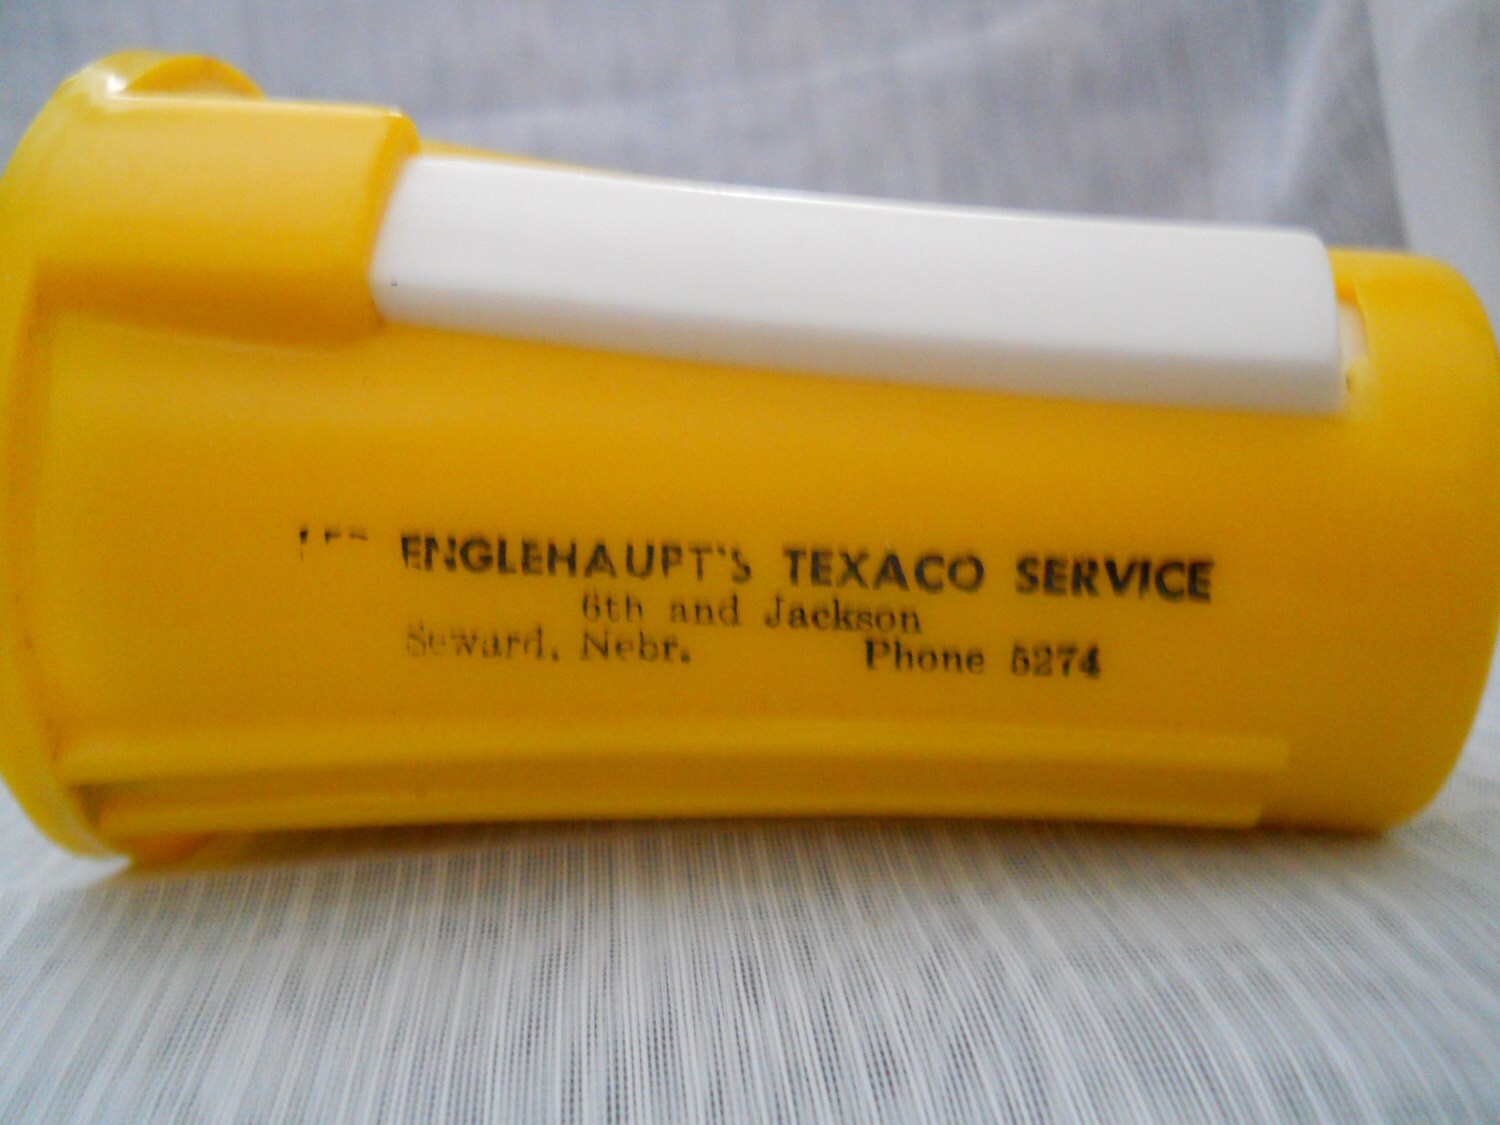 ENGLEHAUPT'S TEXACO SERVICE
6th and Jackson
Seward, Nebr. Phone 5274